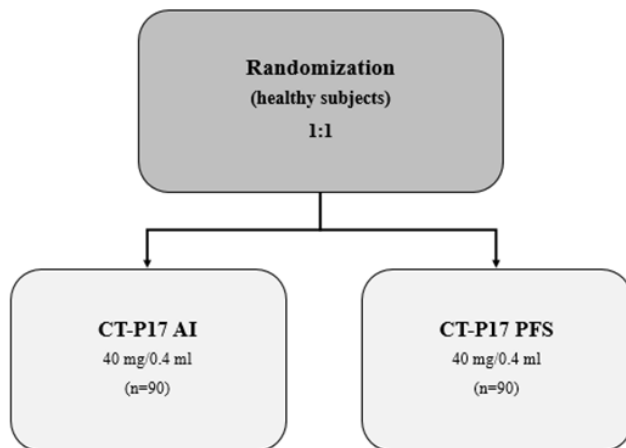 Randomization
(healthy subjects)
1:1
CT-P17 AI
40 mg/0.4 ml
(n=90)
CT-P17 PFS
40 mg/0.4 ml
(n=90)